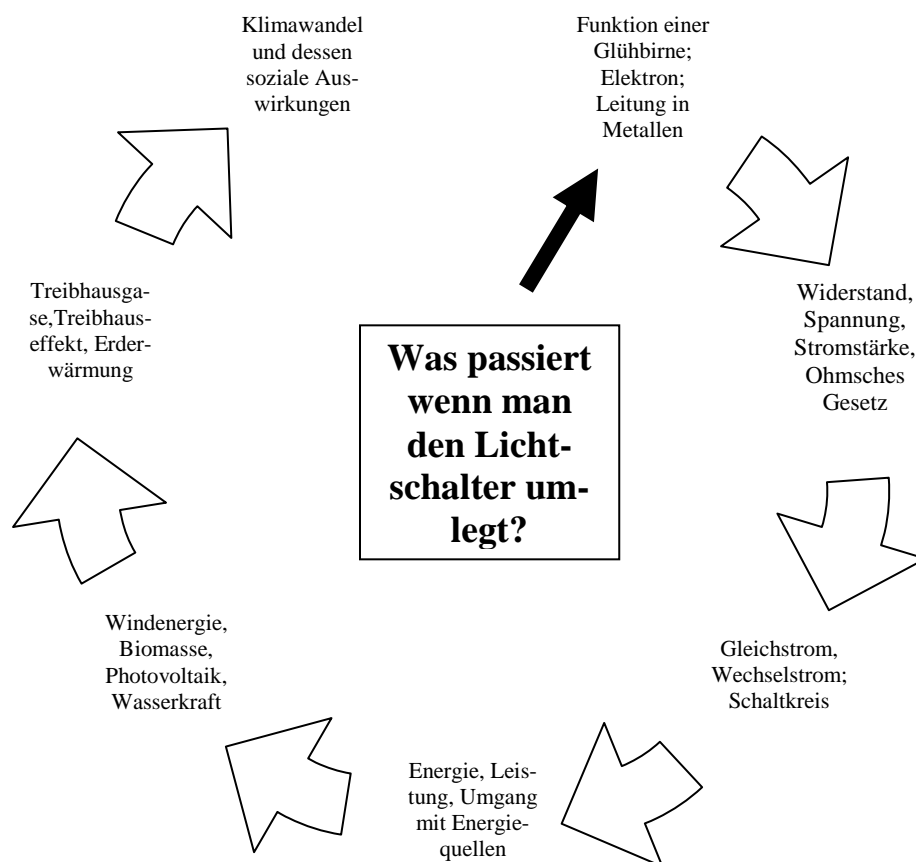 Klimawandel
und dessen
soziale Aus-
wirkungen
Funktion einer
Glühbirne;
Elektron;
Leitung in
Metallen
Widerstand,
Spannung,
Stromstärke,
Ohmsches
Gesetz
Treibhausga-
se,Treibhaus-
effekt, Erder-
wärmung
Was passiert
wenn man
den Licht-
schalter um-
legt?
Gleichstrom,
Wechselstrom;
Schaltkreis
Windenergie,
Biomasse,
Photovoltaik,
Wasserkraft
Energie, Leis-
tung, Umgang
mit Energie-
quellen